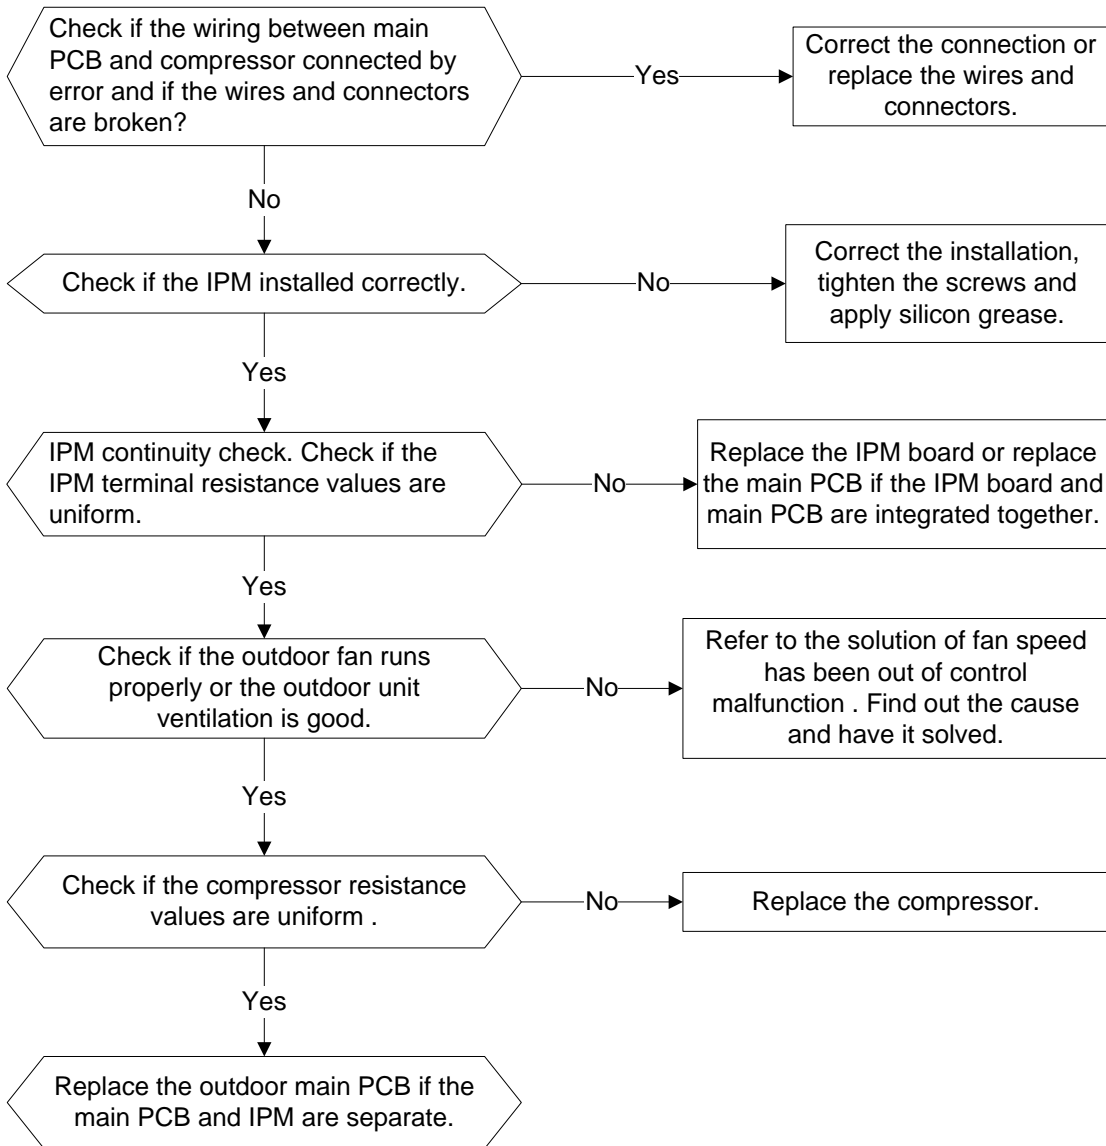 Check if the wiring between main
PCB and compressor connected by
error and if the wires and connectors
are broken?
Yes
Correct the connection or
replace the wires and
connectors.
No
Check if the IPM installed correctly.
No
Correct the installation,
tighten the screws and
apply silicon grease.
Yes
IPM continuity check. Check if the
IPM terminal resistance values are
uniform.
No
Replace the IPM board or replace
the main PCB if the IPM board and
main PCB are integrated together.
Yes
Check if the outdoor fan runs
properly or the outdoor unit
ventilation is good.
No
Refer to the solution of fan speed
has been out of control
malfunction . Find out the cause
and have it solved.
Yes
Check if the compressor resistance
values are uniform .
No
Replace the compressor.
Yes
Replace the outdoor main PCB if the
main PCB and IPM are separate.